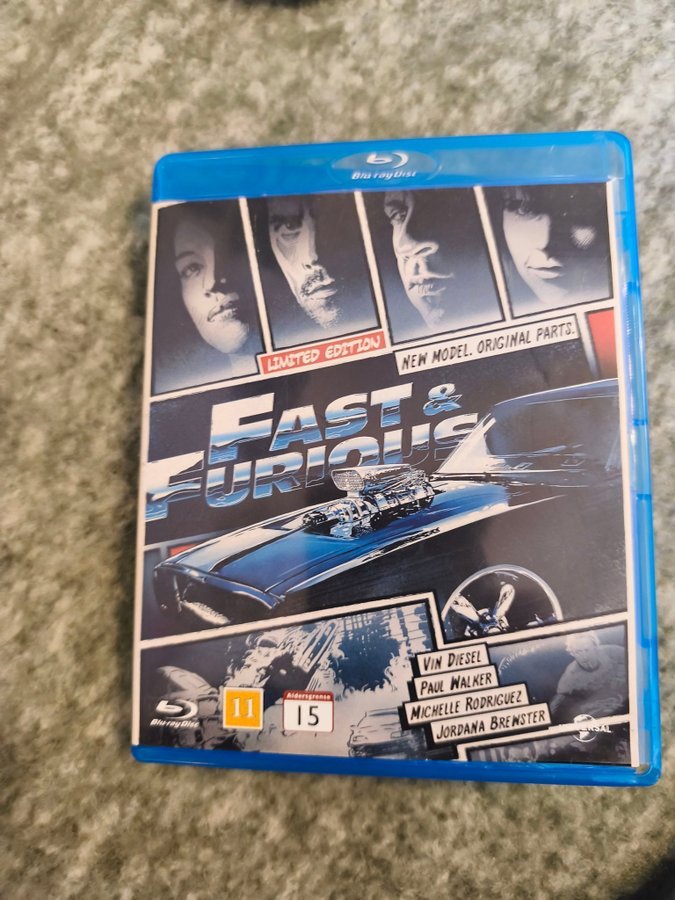 Blu-ray Disc
LIMITED EDITION
NEW MODEL. ORIGINAL PARTS.
FAST &
FURIOUS
VIN DIESEL
PAUL WALKER
MICHELLE RODRIGUEZ
JORDANA BREWSTER
Blu-ray Disc
11
Aldersgrense
15
UNIVERSAL